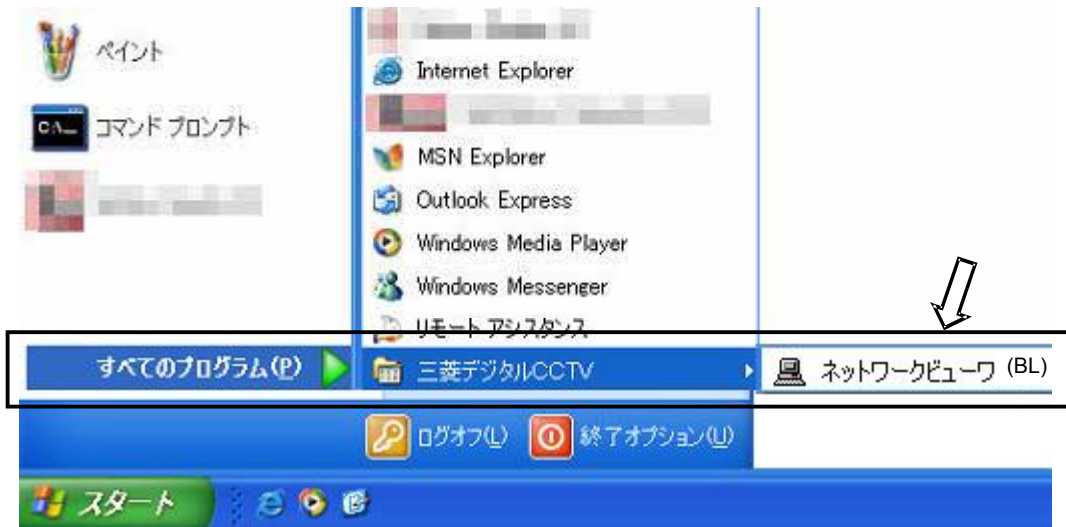 ペイント
C:\_
コマンド プロンプト
Internet Explorer
MSN Explorer
Outlook Express
Windows Media Player
Windows Messenger
リモート アシスタンス
すべてのプログラム(P)
三菱デジタルCCTV
ネットワークビューワ (BL)
ログオフ(L)
終了オプション(U)
スタート